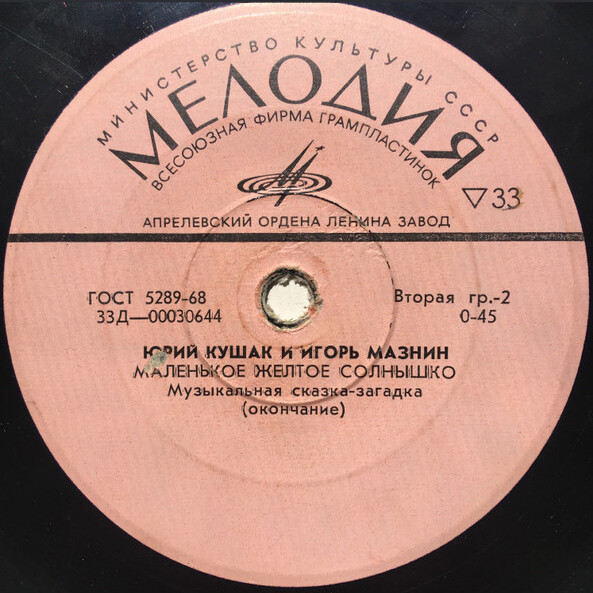 МИНИСТЕРСТВО КУЛЬТУРЫ СССР
МЕЛОДИЯ
ВСЕСОЮЗНАЯ ФИРМА ГРАМПЛАСТИНОК
▽33
АПРЕЛЕВСКИЙ ОРДЕНА ЛЕНИНА ЗАВОД
ГОСТ 5289-68
Вторая гр.-2
33Д—00030644
0-45
ЮРИЙ КУШАК И ИГОРЬ МАЗНИН
МАЛЕНЬКОЕ ЖЕЛТОЕ СОЛНЫШКО
Музыкальная сказка-загадка
(окончание)